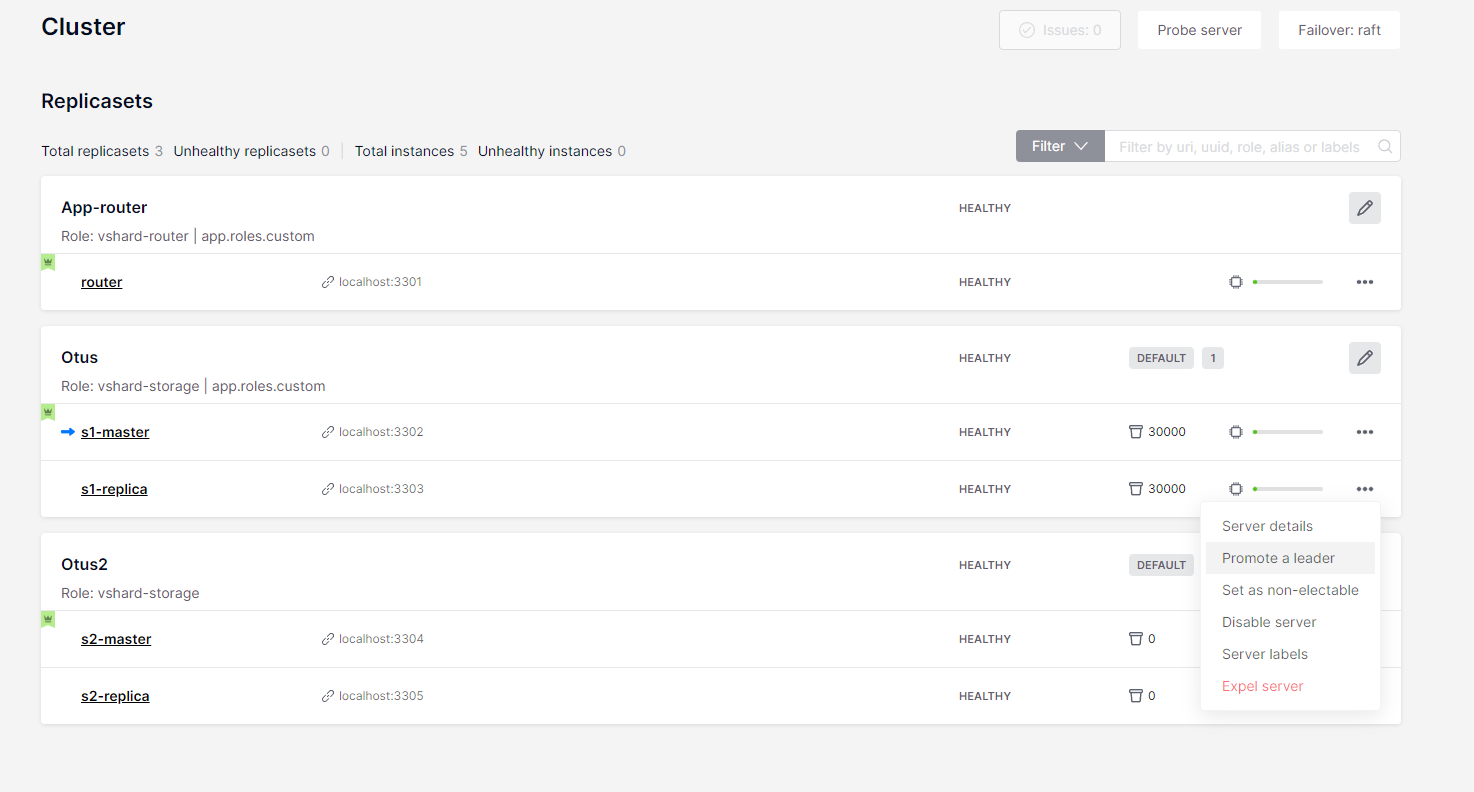 Cluster
Issues: 0 Probe server Failover: raft
Replicasets
Total replicasets 3 Unhealthy replicasets 0 Total instances 5 Unhealthy instances 0
Filter Filter by uri, uuid, role, alias or labels
App-router HEALTHY
Role: vshard-router | app.roles.custom
router localhost:3301 HEALTHY
Otus HEALTHY DEFAULT 1
Role: vshard-storage | app.roles.custom
s1-master localhost:3302 HEALTHY 30000
s1-replica localhost:3303 HEALTHY 30000
Server details
Promote a leader
Set as non-electable
Disable server
Server labels
Expel server
Otus2 HEALTHY DEFAULT
Role: vshard-storage
s2-master localhost:3304 HEALTHY 0
s2-replica localhost:3305 HEALTHY 0